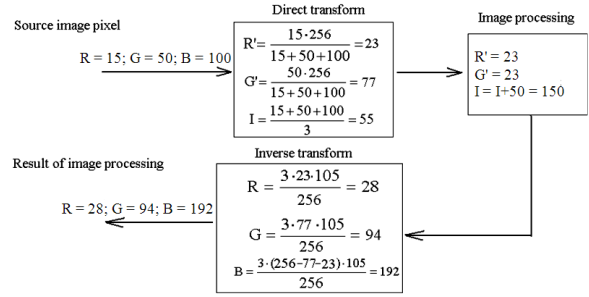 Source image pixel
R = 15; G = 50; B = 100
Direct transform
R'= 15·256 / 15+50+100 =23
G'= 50·256 / 15+50+100 = 77
I = 15+50+100 / 3 = 55
Image processing
R' = 23
G' = 23
I = I+50 = 150
Inverse transform
R = 3·23·105 / 256 = 28
G = 3·77·105 / 256 = 94
B = 3·(256-77-23)·105 / 256 =192
Result of image processing
R = 28; G = 94; B = 192